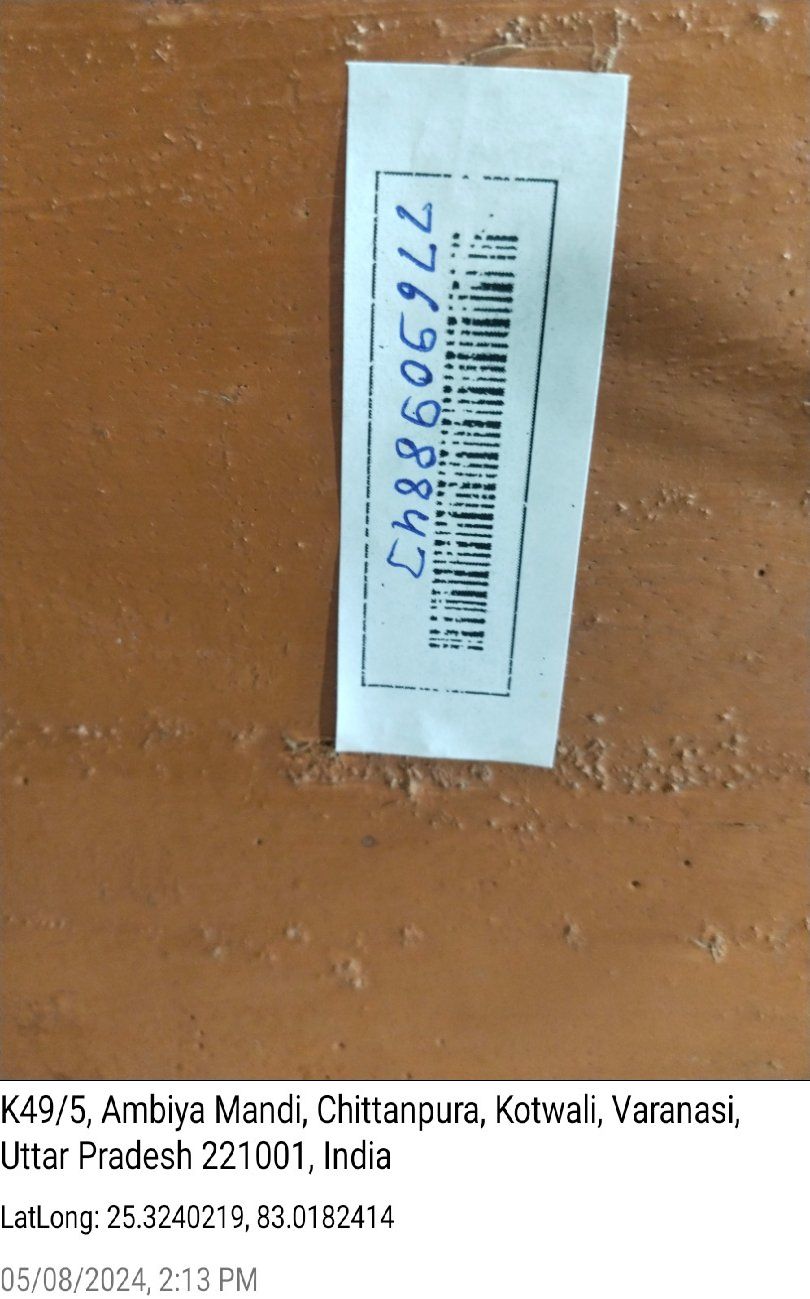 7769098847
K49/5, Ambiya Mandi, Chittanpura, Kotwali, Varanasi,
Uttar Pradesh 221001, India
LatLong: 25.3240219, 83.0182414
05/08/2024, 2:13 PM